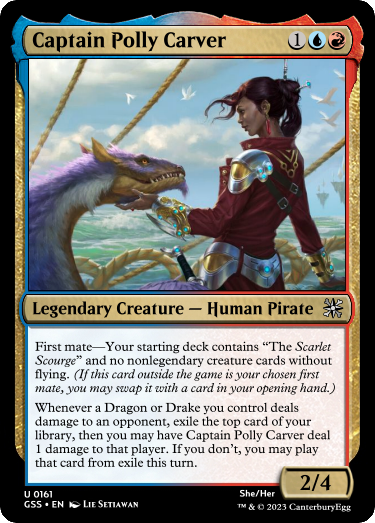 Captain Polly Carver 1
Legendary Creature — Human Pirate
First mate—Your starting deck contains “The Scarlet
Scourge” and no nonlegendary creature cards without
flying. (If this card outside the game is your chosen first
mate, you may swap it with a card in your opening hand.)
Whenever a Dragon or Drake you control deals
damage to an opponent, exile the top card of your
library, then you may have Captain Polly Carver deal
1 damage to that player. If you don’t, you may play
that card from exile this turn.
2/4
U 0161 She/Her
GSS • EN Lie Setiawan ™ & © 2023 CanterburyEgg